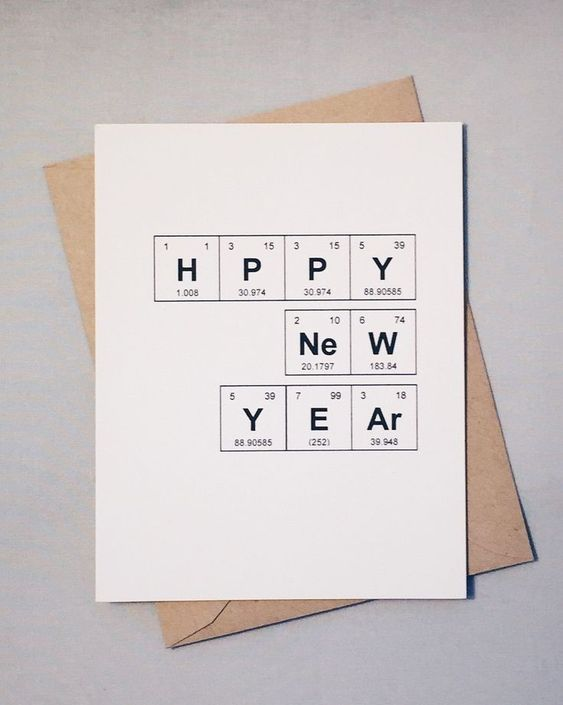 1 1 3 15 3 15 5 39
H P P Y
1.008 30.974 30.974 88.90585
2 10 6 74
Ne W
20.1797 183.84
5 39 7 99 3 18
Y E Ar
88.90585 (252) 39.948